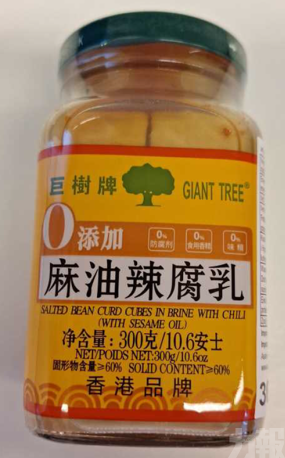 巨樹牌 GIANT TREE®
0添加
0% 防腐剂
0% 食用香精
0% 味精
麻油辣腐乳
SALTED BEAN CURD CUBES IN BRINE WITH CHILI
(WITH SESAME OIL)
净含量: 300克/10.6安士
NET/POIDS NET:300g/10.6oz
固形物含量≥60% SOLID CONTENT≥60%
香港品牌